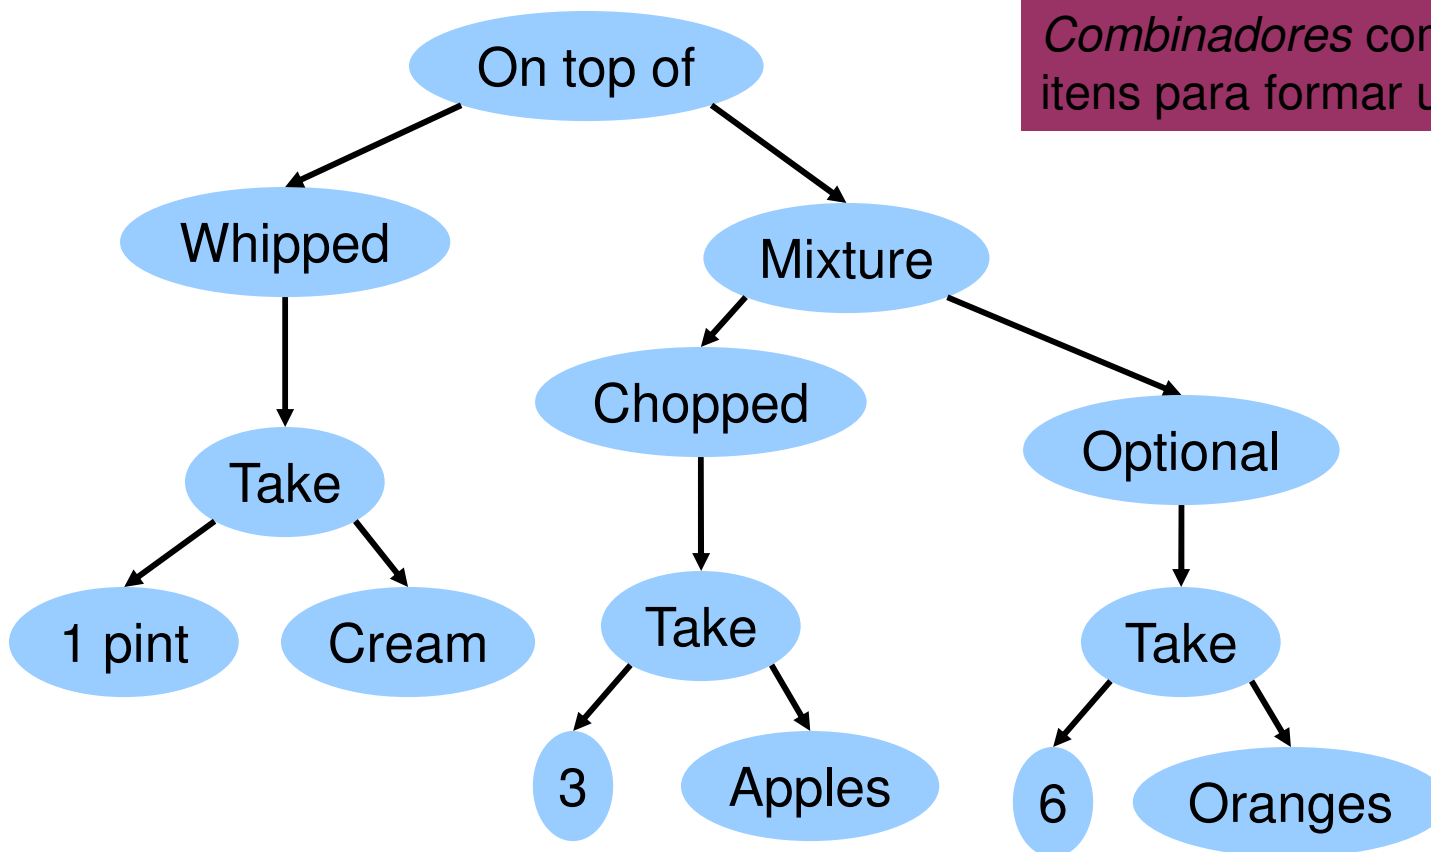 Combinadores
itens para formar
On top of
Whipped
Mixture
Chopped
Optional
Take
1 pint
Cream
Take
Take
3
Apples
6
Oranges